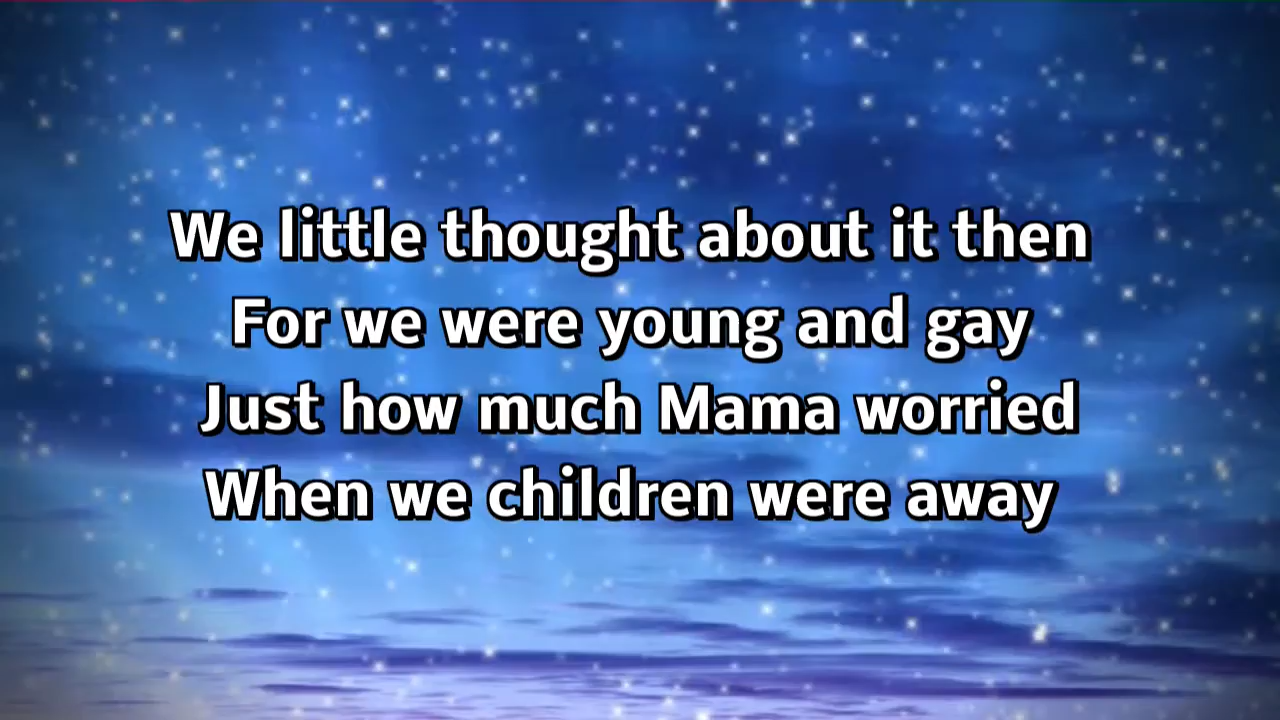 We little thought about it then
For we were young and gay
Just how much Mama worried
When we children were away